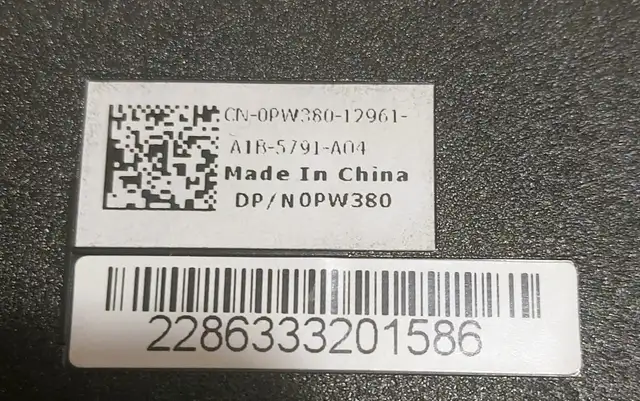 CN-0PW380-12961-
A1B-5791-A04
Made In China
DP/N0PW380
2286333201586